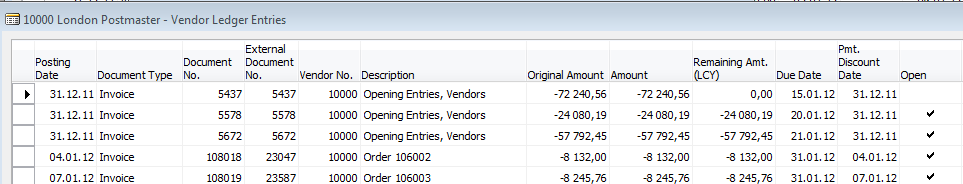 10000 London Postmaster - Vendor Ledger Entries
Posting Date Document Type Document No. External Document No. Vendor No. Description Original Amount Amount Remaining Amt. (LCY) Due Date Pmt. Discount Date Open
31.12.11 Invoice 5437 5437 10000 Opening Entries, Vendors -72 240,56 -72 240,56 0,00 15.01.12 31.12.11
31.12.11 Invoice 5578 5578 10000 Opening Entries, Vendors -24 080,19 -24 080,19 -24 080,19 20.01.12 31.12.11 ✓
31.12.11 Invoice 5672 5672 10000 Opening Entries, Vendors -57 792,45 -57 792,45 -57 792,45 21.01.12 31.12.11 ✓
04.01.12 Invoice 108018 23047 10000 Order 106002 -8 132,00 -8 132,00 -8 132,00 31.01.12 04.01.12 ✓
07.01.12 Invoice 108019 23587 10000 Order 106003 -8 245,76 -8 245,76 -8 245,76 31.01.12 07.01.12 ✓